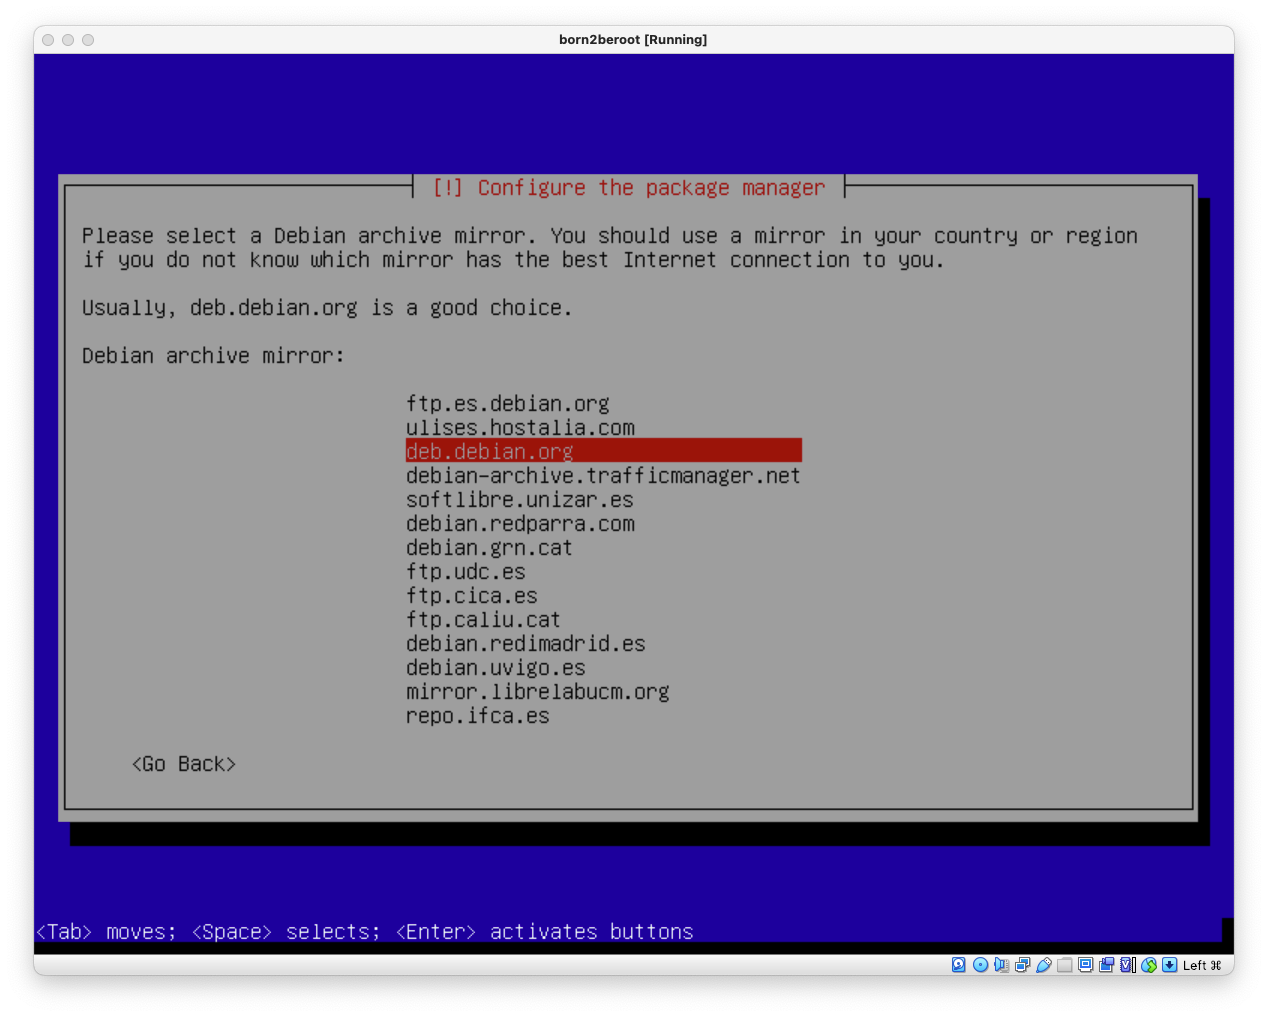 born2beroot [Running]
[!] Configure the package manager
Please select a Debian archive mirror. You should use a mirror in your country or region
if you do not know which mirror has the best Internet connection to you.
Usually, deb.debian.org is a good choice.
Debian archive mirror:
ftp.es.debian.org
ulises.hostalia.com
deb.debian.org
debian-archive.trafficmanager.net
softlibre.unizar.es
debian.redparra.com
debian.grn.cat
ftp.udc.es
ftp.cica.es
ftp.caliu.cat
debian.redimadrid.es
debian.uvigo.es
mirror.librelabucm.org
repo.ifca.es
<Go Back>
<Tab> moves; <Space> selects; <Enter> activates buttons
Left ⌘